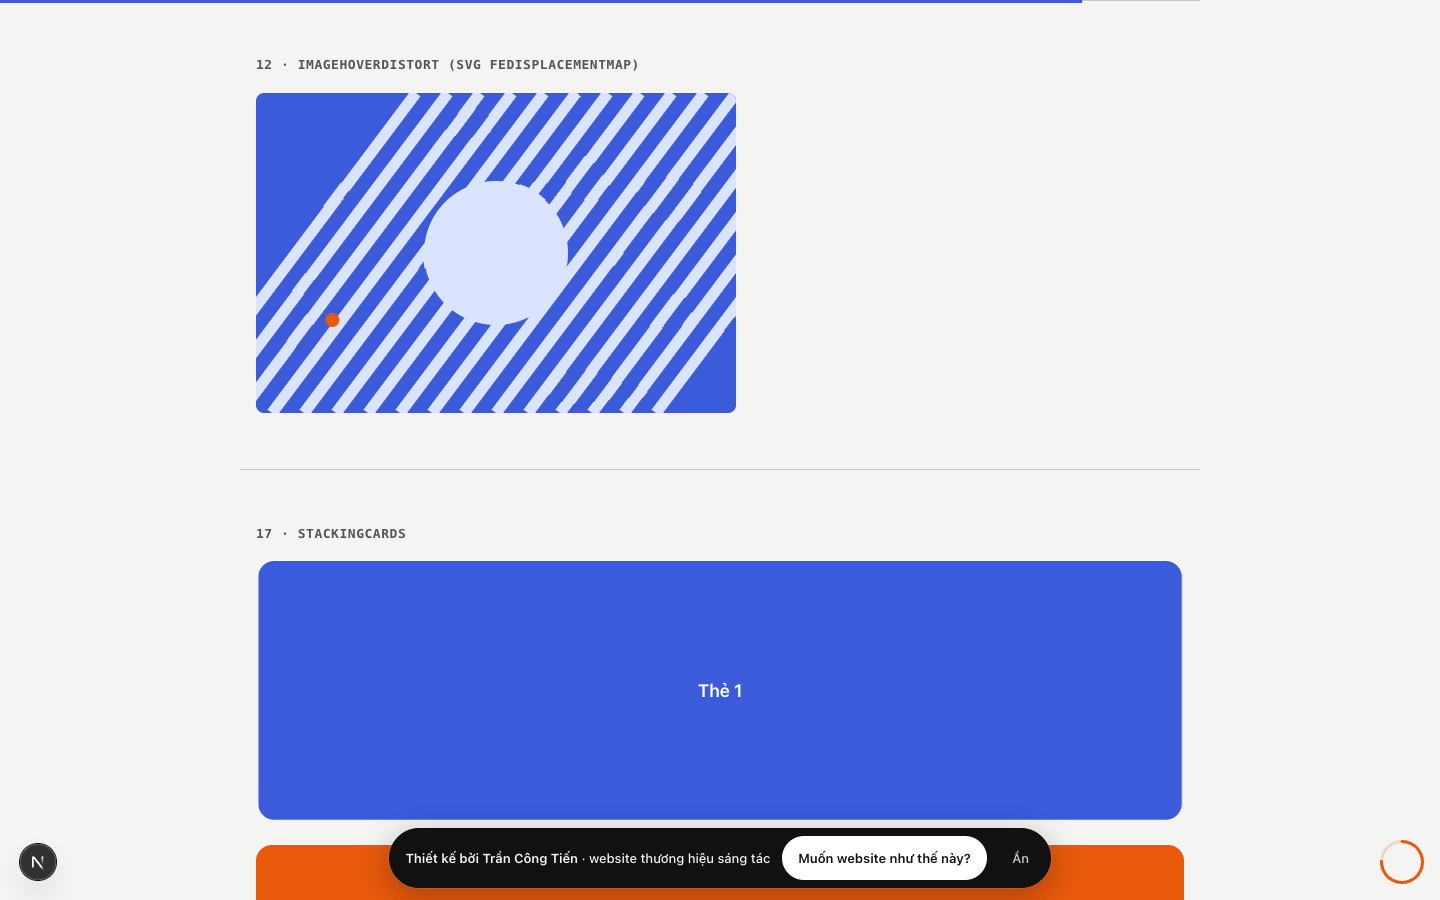 12 · IMAGEHOVERDISTORT (SVG FEDISPLACEMENTMAP)
17 · STACKINGCARDS
Thẻ 1
Thiết kế bởi Trần Công Tiến · website thương hiệu sáng tác
Muốn website như thế này?
Ẩn
N